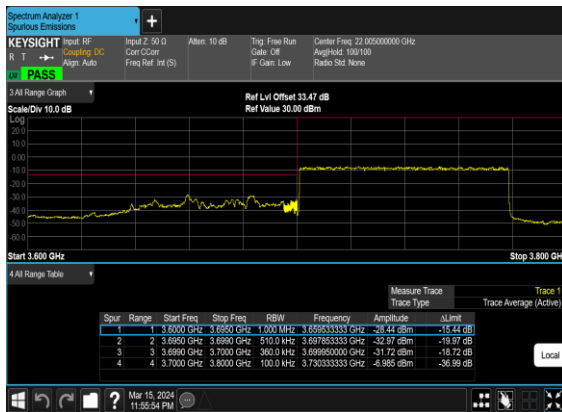 Spectrum Analyzer 1
Spurious Emissions
KEYSIGHT Input: RF Input Z: 50 Ω Atten: 10 dB Trig: Free Run Center Freq: 22.005000000 GHz
R T Coupling: DC Corr CCorr Gate: Off Avg|Hold: 100/100
Align: Auto Freq Ref: Int (S) IF Gain: Low Radio Std: None
PASS
3 All Range Graph
Ref Lvl Offset 33.47 dB
Scale/Div 10.0 dB Ref Value 30.00 dBm
Log
20.0
10.0
0.00
-10.0
-20.0
-30.0
-40.0
-50.0
-60.0
Start 3.600 GHz Stop 3.800 GH
4 All Range Table
Measure Trace Trace 1
Trace Type Trace Average (Active)
Spur Range Start Freq Stop Freq RBW Frequency Amplitude ΔLimit
1 1 3.6000 GHz 3.6950 GHz 1.000 MHz 3.659533333 GHz -28.44 dBm -15.44 dB
2 2 3.6950 GHz 3.6990 GHz 510.0 kHz 3.697853333 GHz -32.97 dBm -19.97 dB
3 3 3.6990 GHz 3.7000 GHz 360.0 kHz 3.699950000 GHz -31.72 dBm -18.72 dB
4 4 3.7000 GHz 3.8000 GHz 100.0 kHz 3.730333333 GHz -6.985 dBm -36.99 dB
Local
Mar 15, 2024
11:55:54 PM